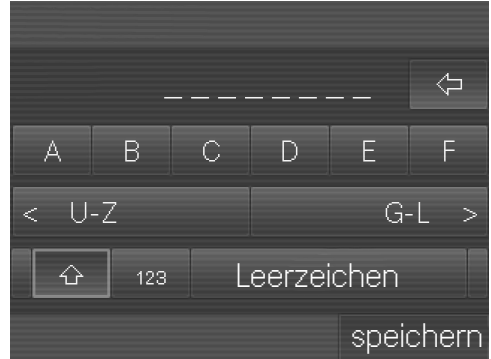 _ _ _ _ _ _ _ _
A B C D E F
< U-Z G-L >
123 Leerzeichen
speichern